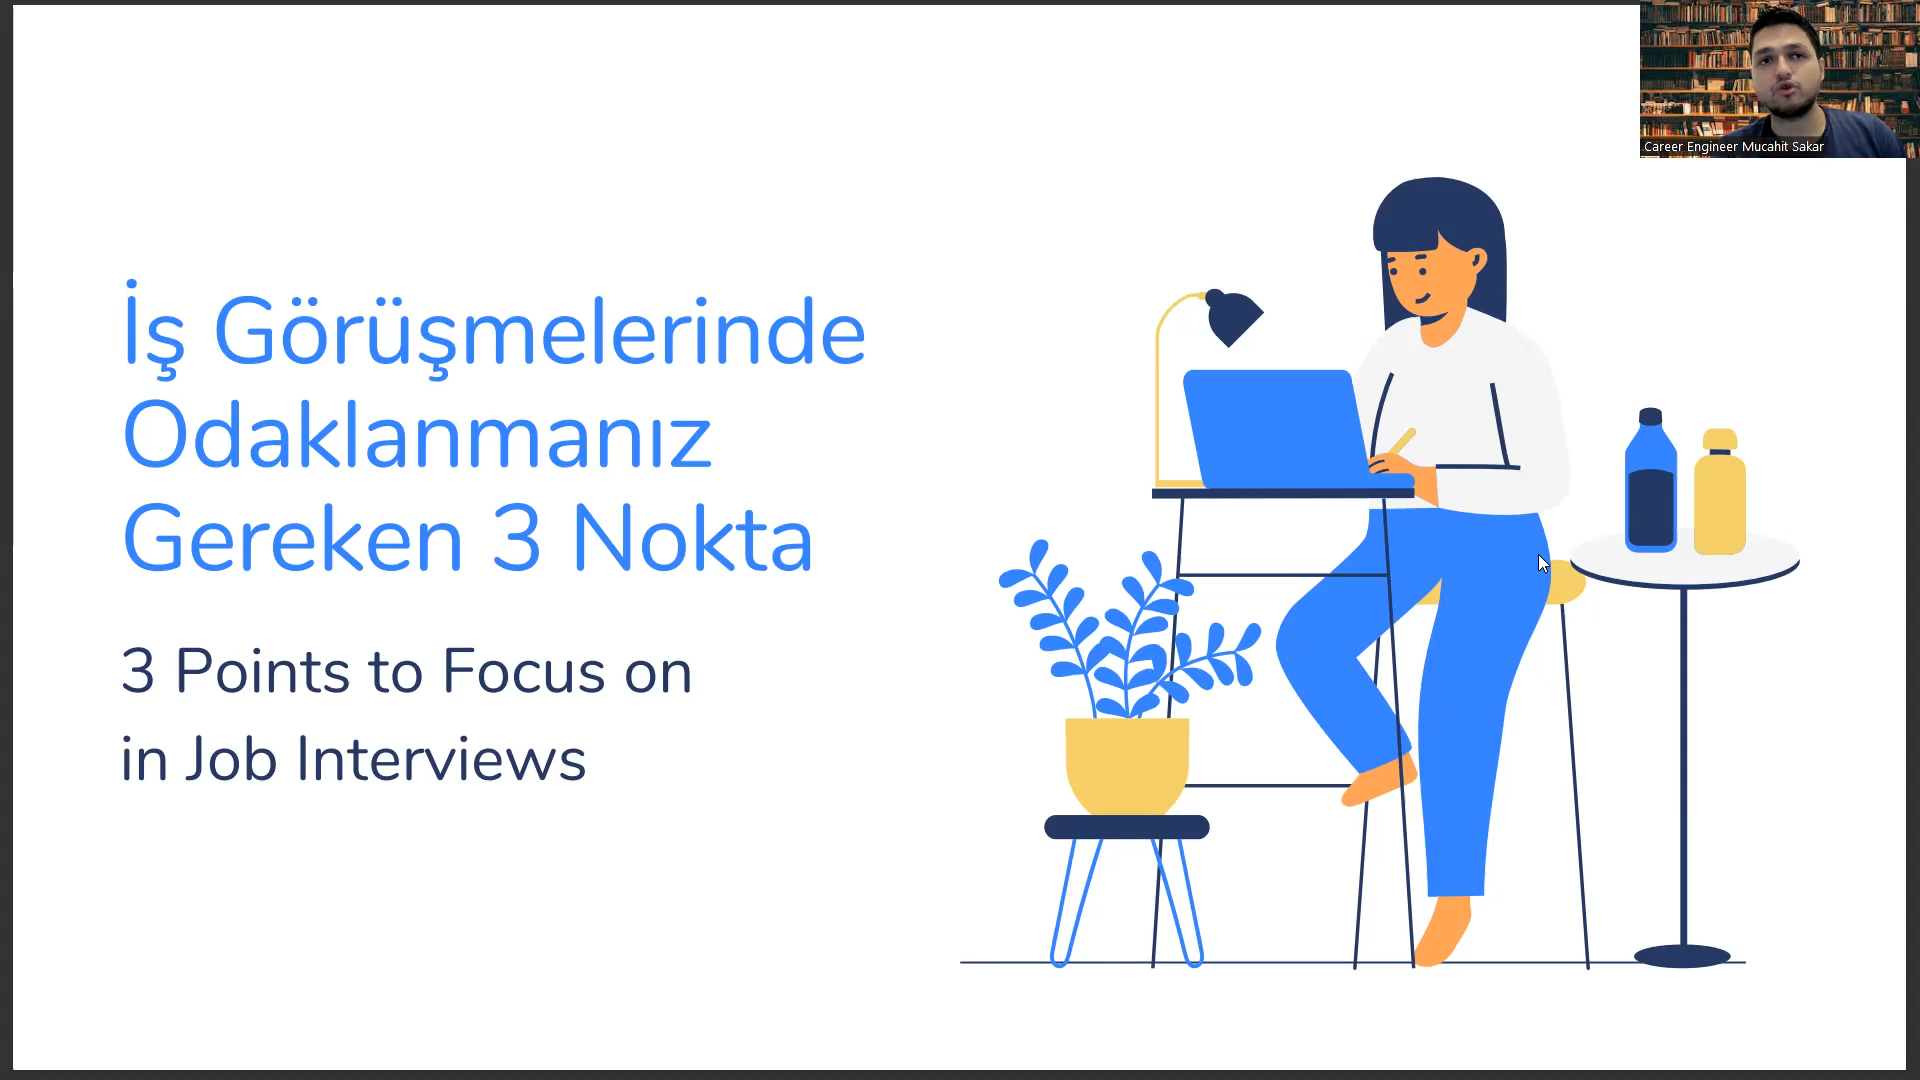 Career Engineer Mucahit Sakar
İş Görüşmelerinde
Odaklanmanız
Gereken 3 Nokta
3 Points to Focus on
in Job Interviews